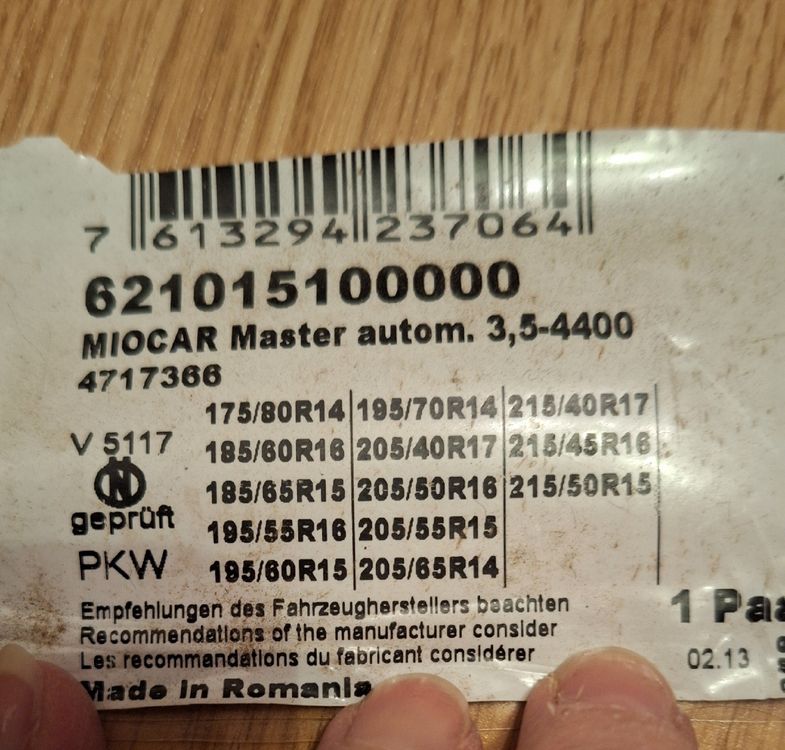 7 613294 237064
621015100000
MIOCAR Master autom. 3,5-4400
4717366
175/80R14 195/70R14 215/40R17
V 5117
185/60R16 205/40R17 215/45R16
185/65R15 205/50R16 215/50R15
geprüft
195/55R16 205/55R15
PKW
195/60R15 205/65R14
Empfehlungen des Fahrzeugherstellers beachten
Recommendations of the manufacturer consider
Les recommandations du fabricant considérer
Made in Romania
1 Paa
02.13